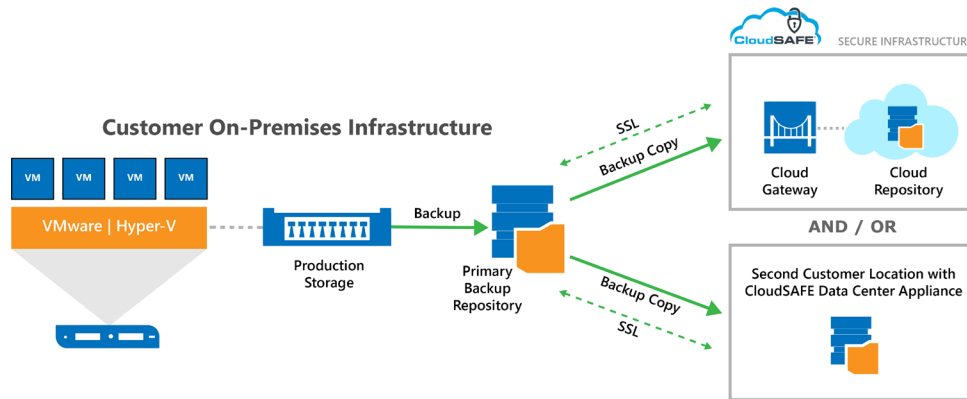 CloudSAFE
SECURE INFRASTRUCTUR
Customer On-Premises Infrastructure
VM VM VM VM
VMware | Hyper-V
Production
Storage
Backup
Primary
Backup
Repository
SSL
Backup Copy
Cloud
Gateway
Cloud
Repository
AND / OR
Backup Copy
SSL
Second Customer Location with
CloudSAFE Data Center Appliance